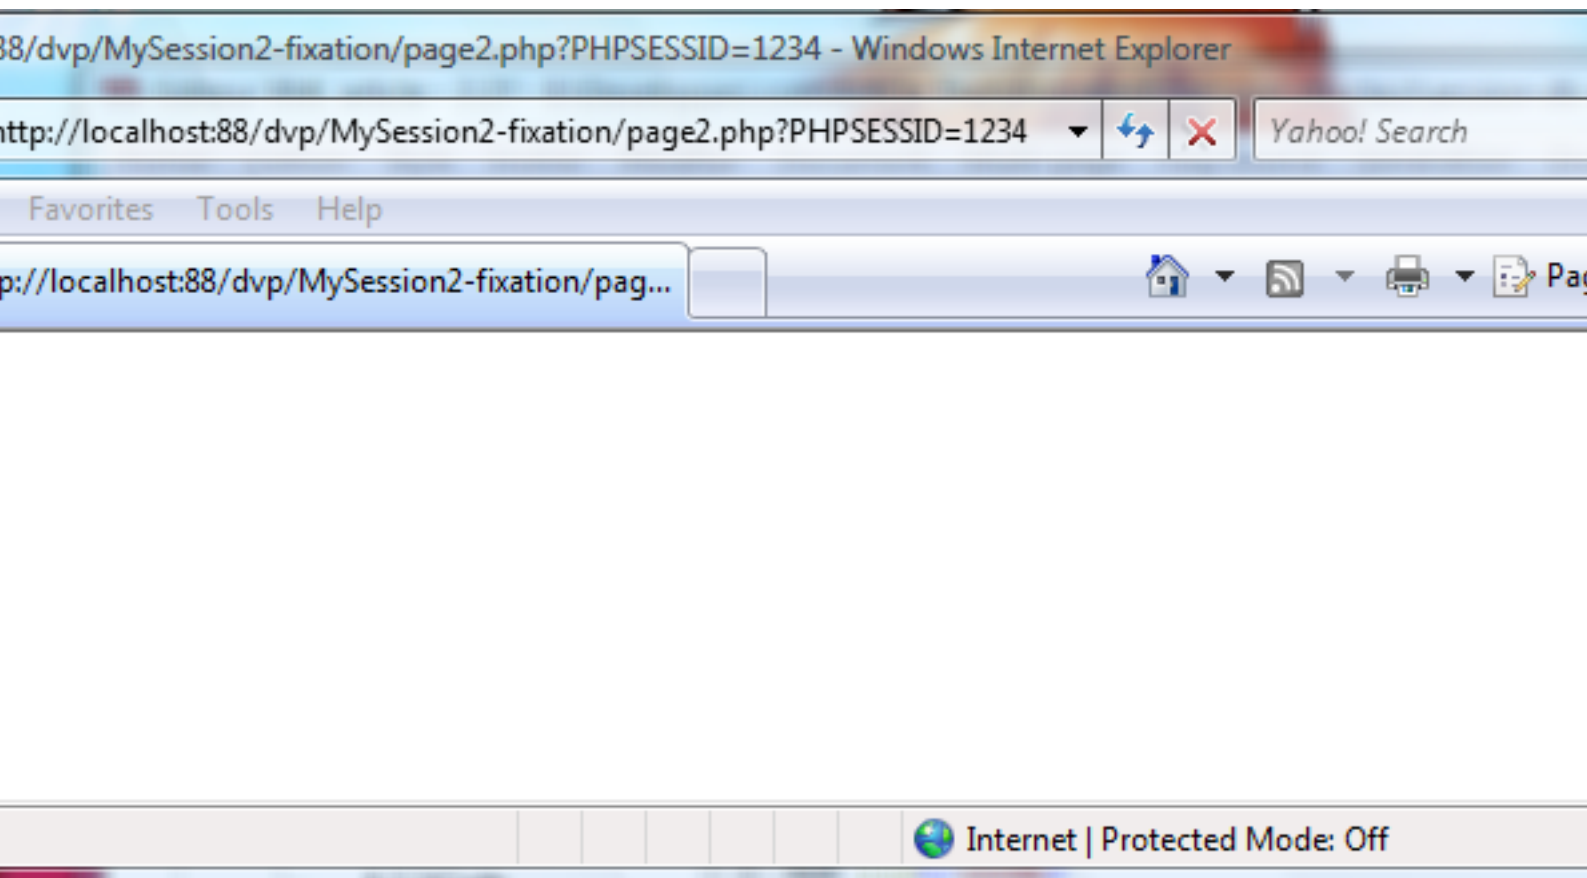 88/dvp/MySession2-fixation/page2.php?PHPSESSID=1234 - Windows Internet Explorer
http://localhost:88/dvp/MySession2-fixation/page2.php?PHPSESSID=1234 Yahoo! Search
Favorites Tools Help
p://localhost:88/dvp/MySession2-fixation/pag... Pag
Internet | Protected Mode: Off